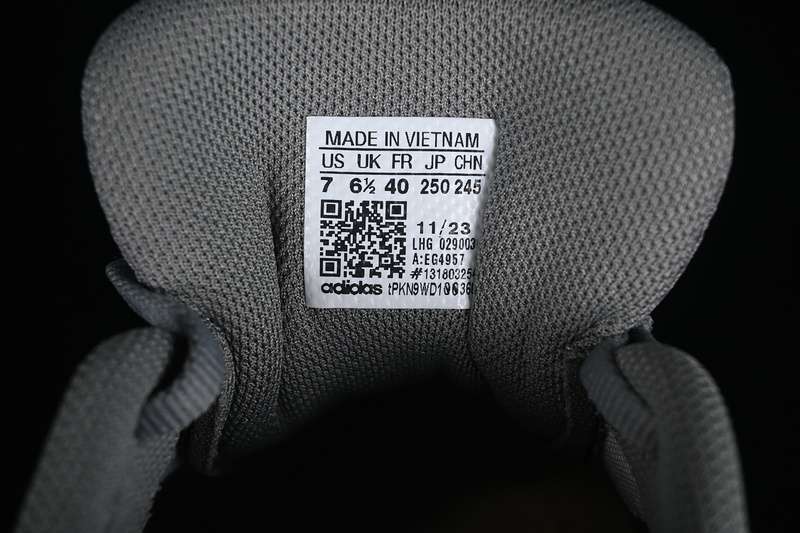 MADE IN VIETNAM
US UK FR JP CHN
7 6½ 40 250 245
11/23
LHG 029003
A:EG4957
#13180325
adidas